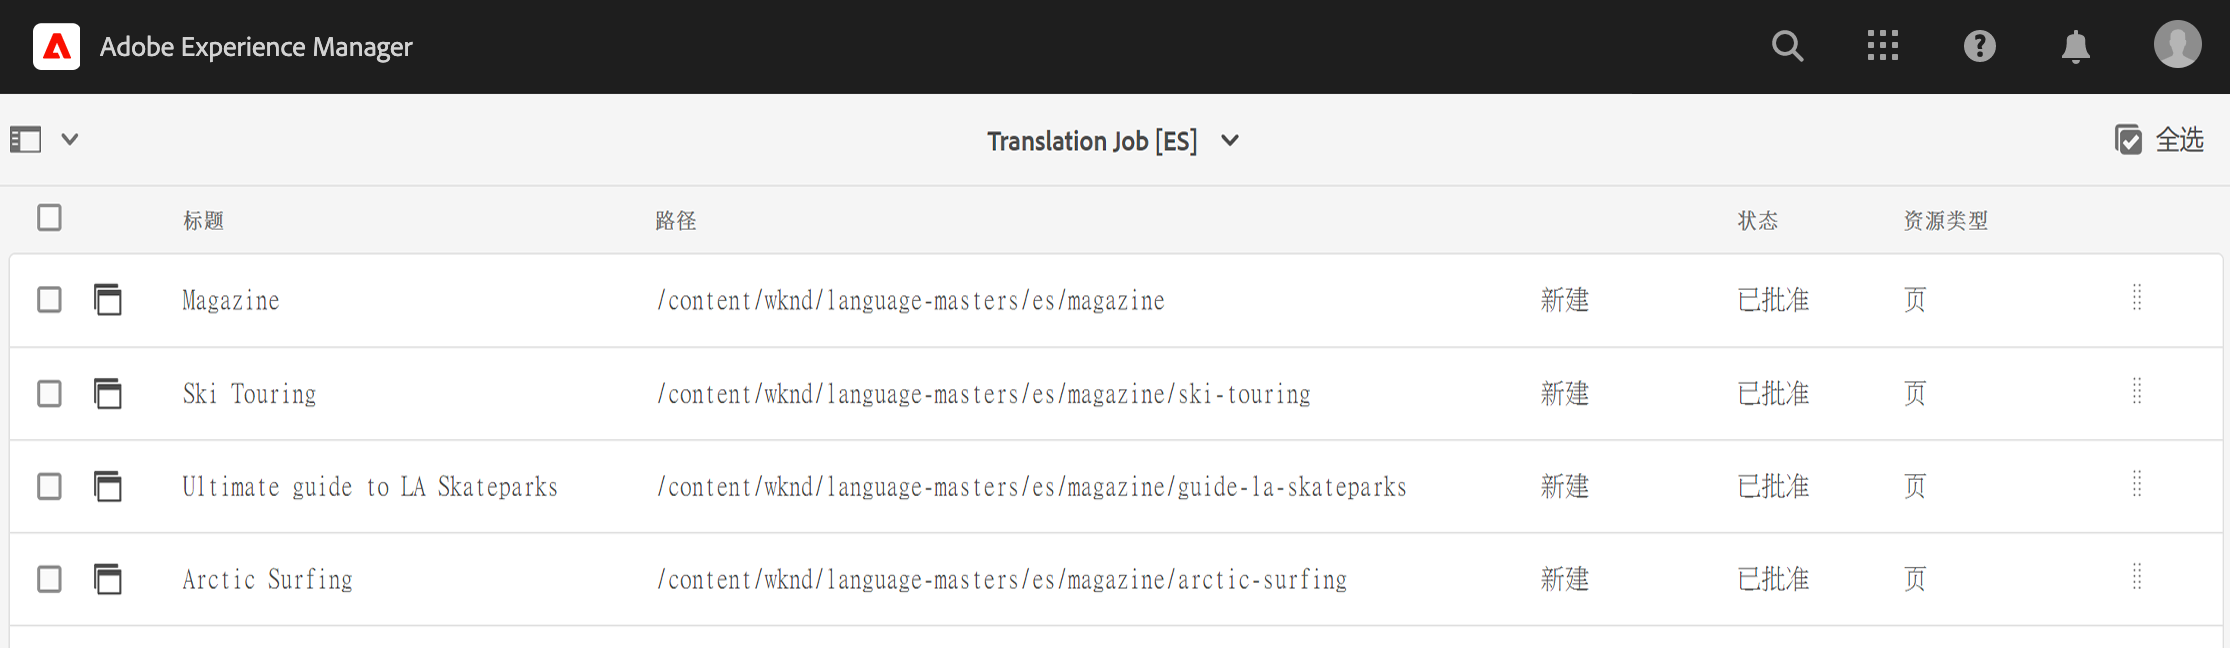 Adobe Experience Manager
Translation Job [ES]
全选
标题 路径 状态 资源类型
Magazine /content/wknd/language-masters/es/magazine 新建 已批准 页
Ski Touring /content/wknd/language-masters/es/magazine/ski-touring 新建 已批准 页
Ultimate guide to LA Skateparks /content/wknd/language-masters/es/magazine/guide-la-skateparks 新建 已批准 页
Arctic Surfing /content/wknd/language-masters/es/magazine/arctic-surfing 新建 已批准 页